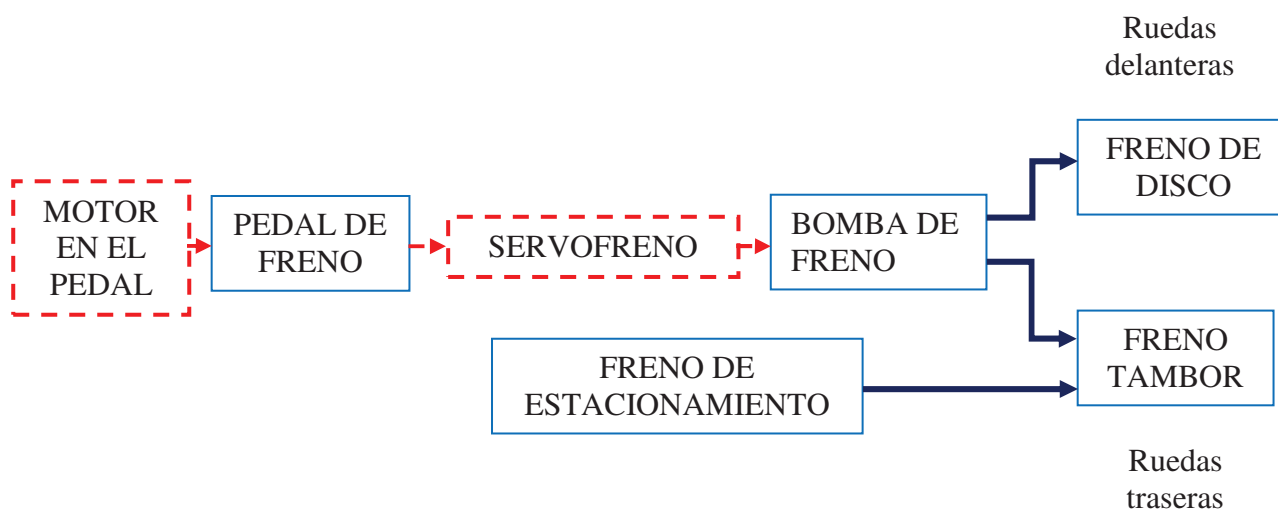 Ruedas
delanteras
FRENO DE
DISCO
MOTOR
EN EL
PEDAL
PEDAL DE
FRENO
SERVOFRENO
BOMBA DE
FRENO
FRENO DE
ESTACIONAMIENTO
FRENO
TAMBOR
Ruedas
traseras